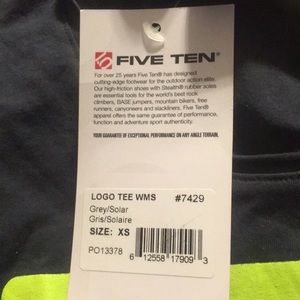 FIVE TEN®
For over 25 years Five Ten® has designed
cutting-edge footwear for the outdoor action elite.
Our high-friction shoes with Stealth® rubber soles
are essential tools for the world's best rock
climbers, BASE jumpers, mountain bikers, free
runners, canyoneers and slackliners. Five Ten®
apparel offers the same guarantee of performance,
function and adventure sport authenticity.
YOUR GUARANTEE OF EXCEPTIONAL PERFORMANCE ON ANY ANGLE TERRAIN.
LOGO TEE WMS #7429
Grey/Solar
Gris/Solaire
SIZE: XS
PO13378
6 12558 17909 3